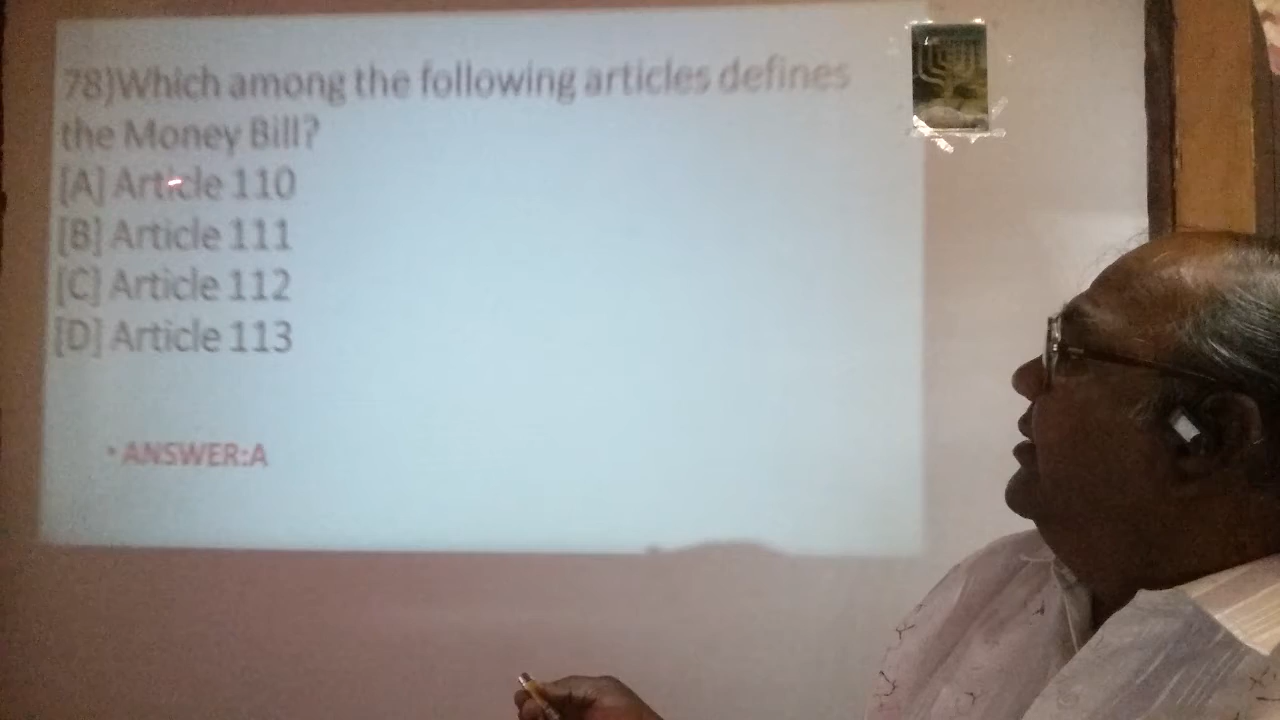 78)Which among the following articles defines
the Money Bill?
[A] Article 110
[B] Article 111
[C] Article 112
[D] Article 113
• ANSWER:A